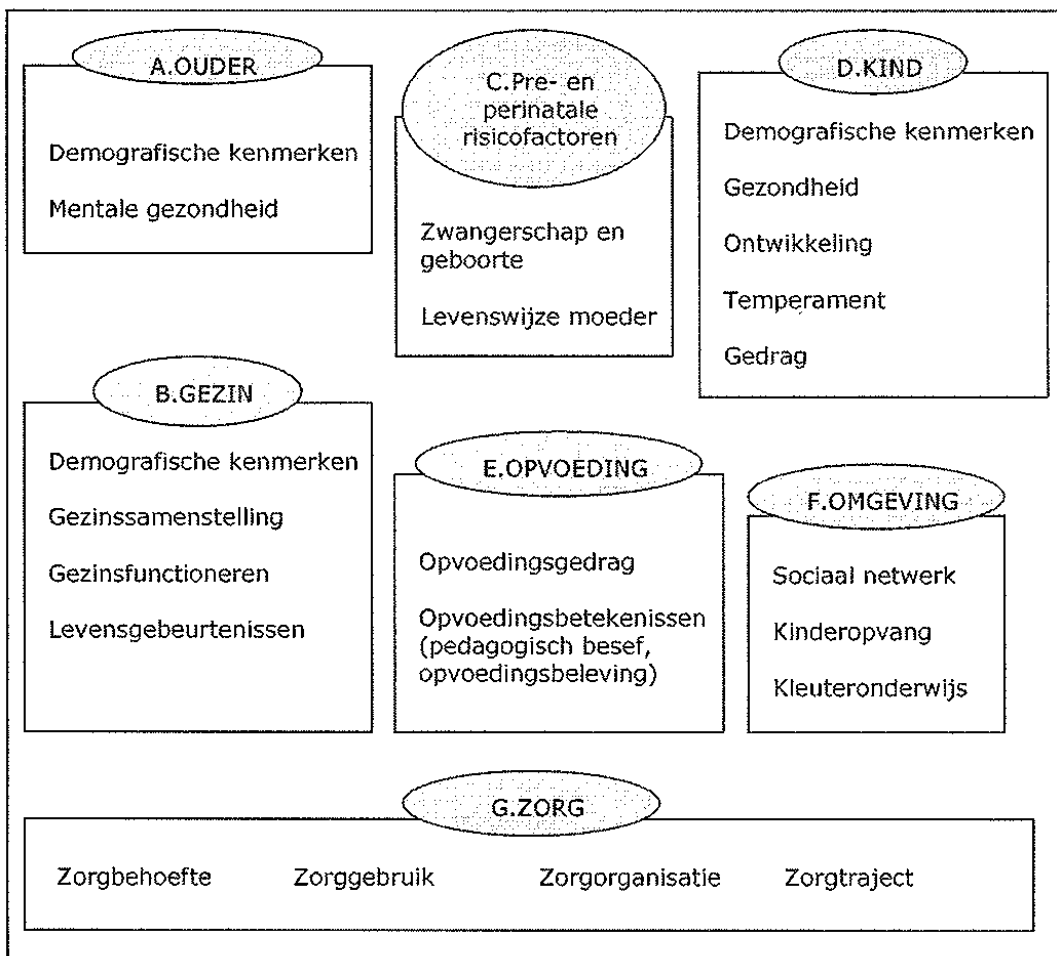 A.OUDER
Demografische kenmerken
Mentale gezondheid
C.Pre- en
perinatale
risicofactoren
Zwangerschap en
geboorte
Levenswijze moeder
D.KIND
Demografische kenmerken
Gezondheid
Ontwikkeling
Temperament
Gedrag
B.GEZIN
Demografische kenmerken
Gezinssamenstelling
Gezinsfunctioneren
Levensgebeurtenissen
E.OPVOEDING
Opvoedingsgedrag
Opvoedingsbetekenissen
(pedagogisch besef,
opvoedingsbeleving)
F.OMGEVING
Sociaal netwerk
Kinderopvang
Kleuteronderwijs
G.ZORG
Zorgbehoefte Zorggebruik Zorgorganisatie Zorgtraject